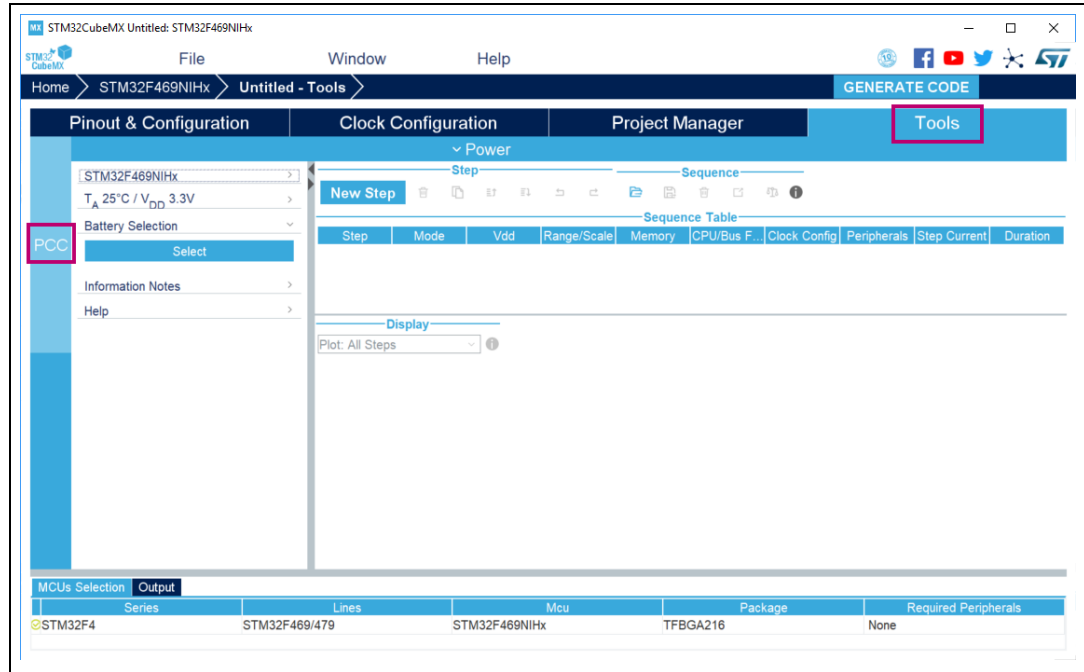 MX STM32CubeMX Untitled: STM32F469NIHx
STM32 CubeMX File Window Help
Home STM32F469NIHx Untitled - Tools GENERATE CODE
Pinout & Configuration Clock Configuration Project Manager Tools
Power
Step Sequence
STM32F469NIHx
New Step
TA 25°C / VDD 3.3V
Sequence Table
Battery Selection
Step Mode Vdd Range/Scale Memory CPU/Bus F... Clock Config Peripherals Step Current Duration
PCC
Select
Information Notes
Help
Display
Plot: All Steps
MCUs Selection Output
Series Lines Mcu Package Required Peripherals
STM32F4 STM32F469/479 STM32F469NIHx TFBGA216 None